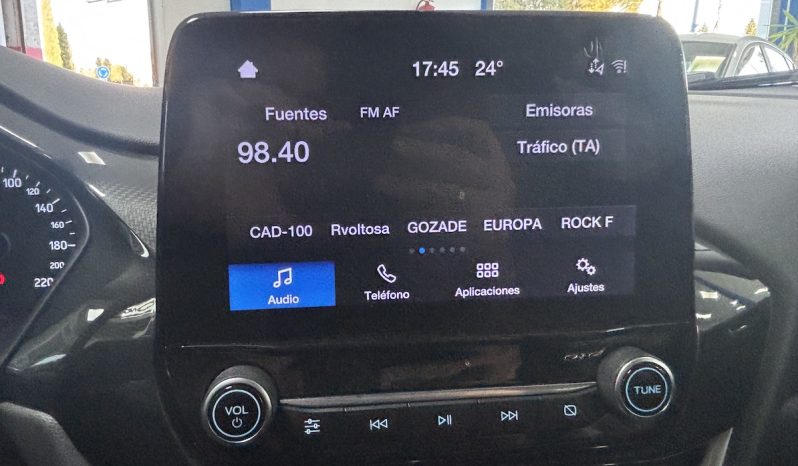 17:45 24°
Fuentes FM AF Emisoras
98.40 Tráfico (TA)
CAD-100 Rvoltosa GOZADE EUROPA ROCK F
Audio Teléfono Aplicaciones Ajustes
VOL TUNE
100
120
140
160
180
200
220